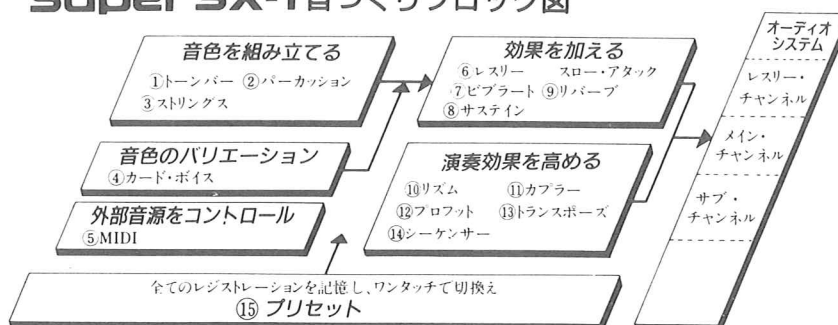 Super SX-1音づくりブロック図
音色を組み立てる
①トーンバー ②パーカッション
③ストリングス
音色のバリエーション
④カード・ボイス
外部音源をコントロール
⑤MIDI
効果を加える
⑥レスリー スロー・アタック
⑦ビブラート ⑨リバーブ
⑧サステイン
演奏効果を高める
⑩リズム ⑪カプラー
⑫プロフット ⑬トランスポーズ
⑭シーケンサー
オーディオ
システム
レスリー・
チャンネル
メイン・
チャンネル
サブ・
チャンネル
全てのレジストレーションを記憶し、ワンタッチで切換え
⑮ プリセット